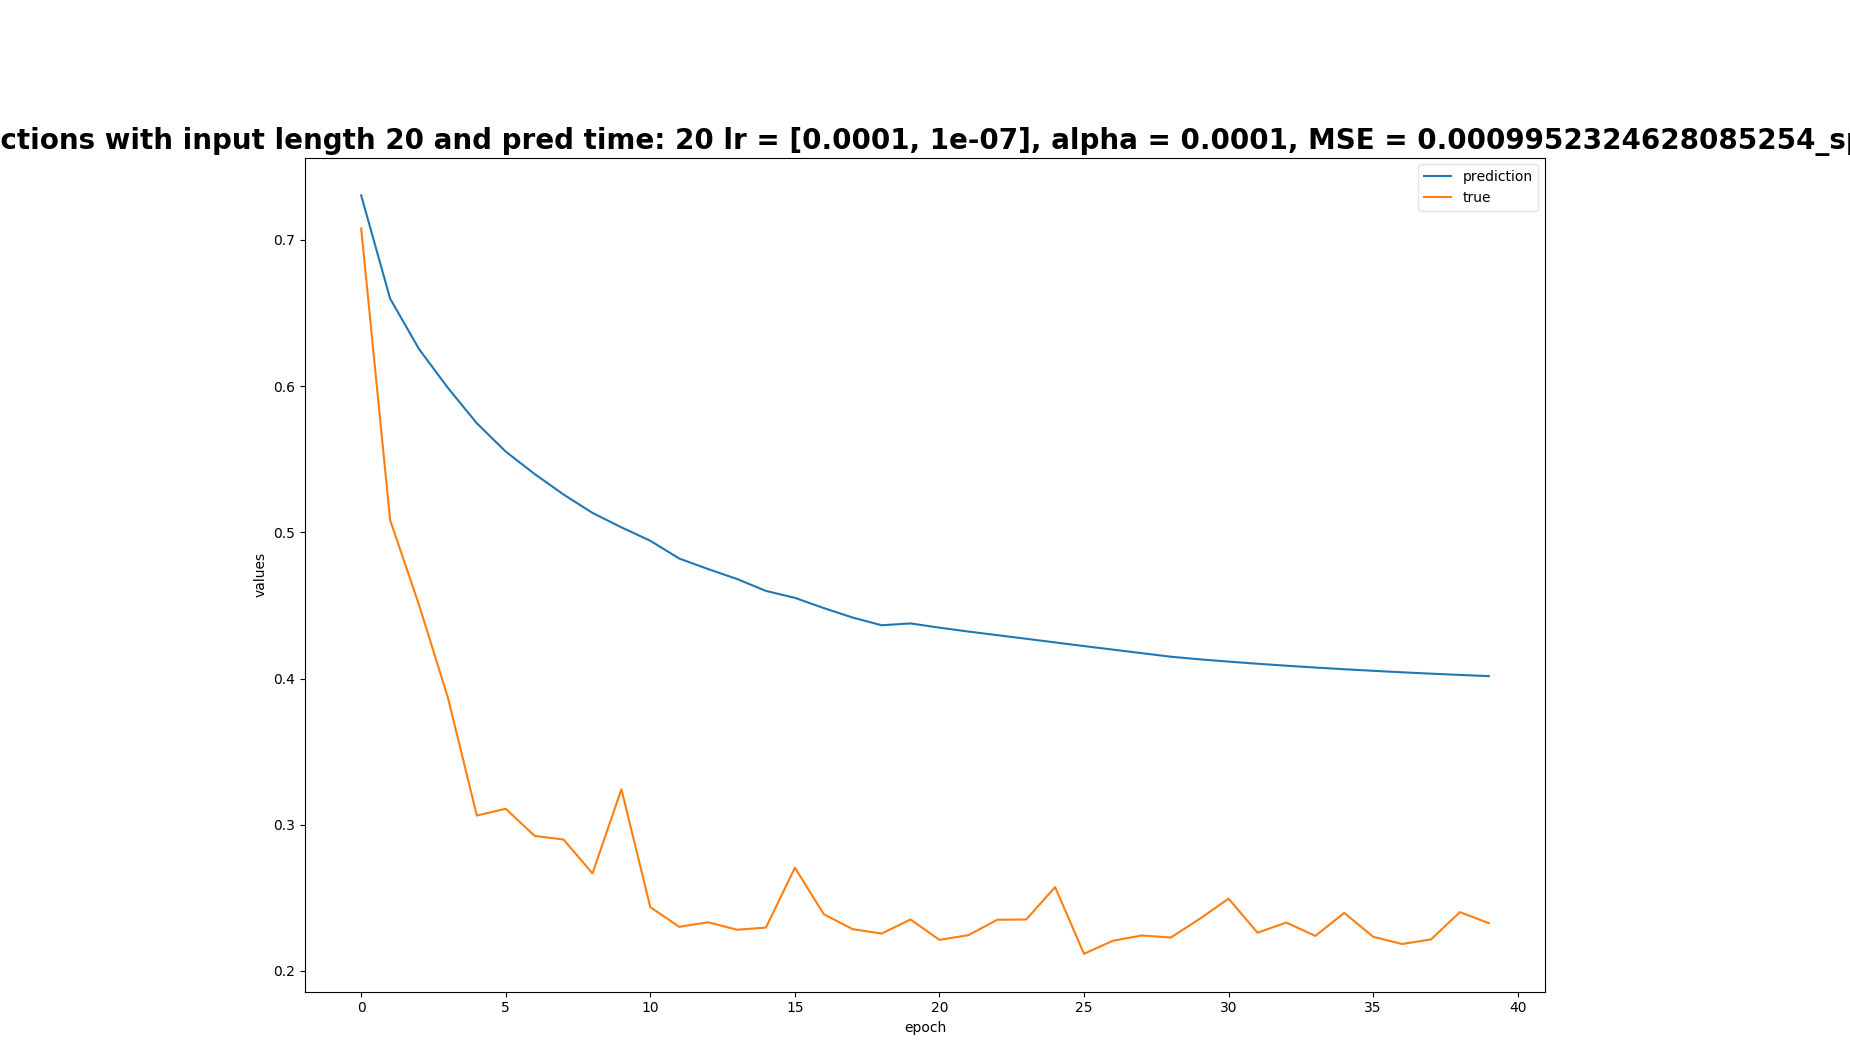 ctions with input length 20 and pred time: 20 lr = [0.0001, 1e-07], alpha = 0.0001, MSE = 0.0009952324628085254_sp
prediction
true
0.7
0.6
0.5
0.4
0.3
0.2
values
0 5 10 15 20 25 30 35 40
epoch